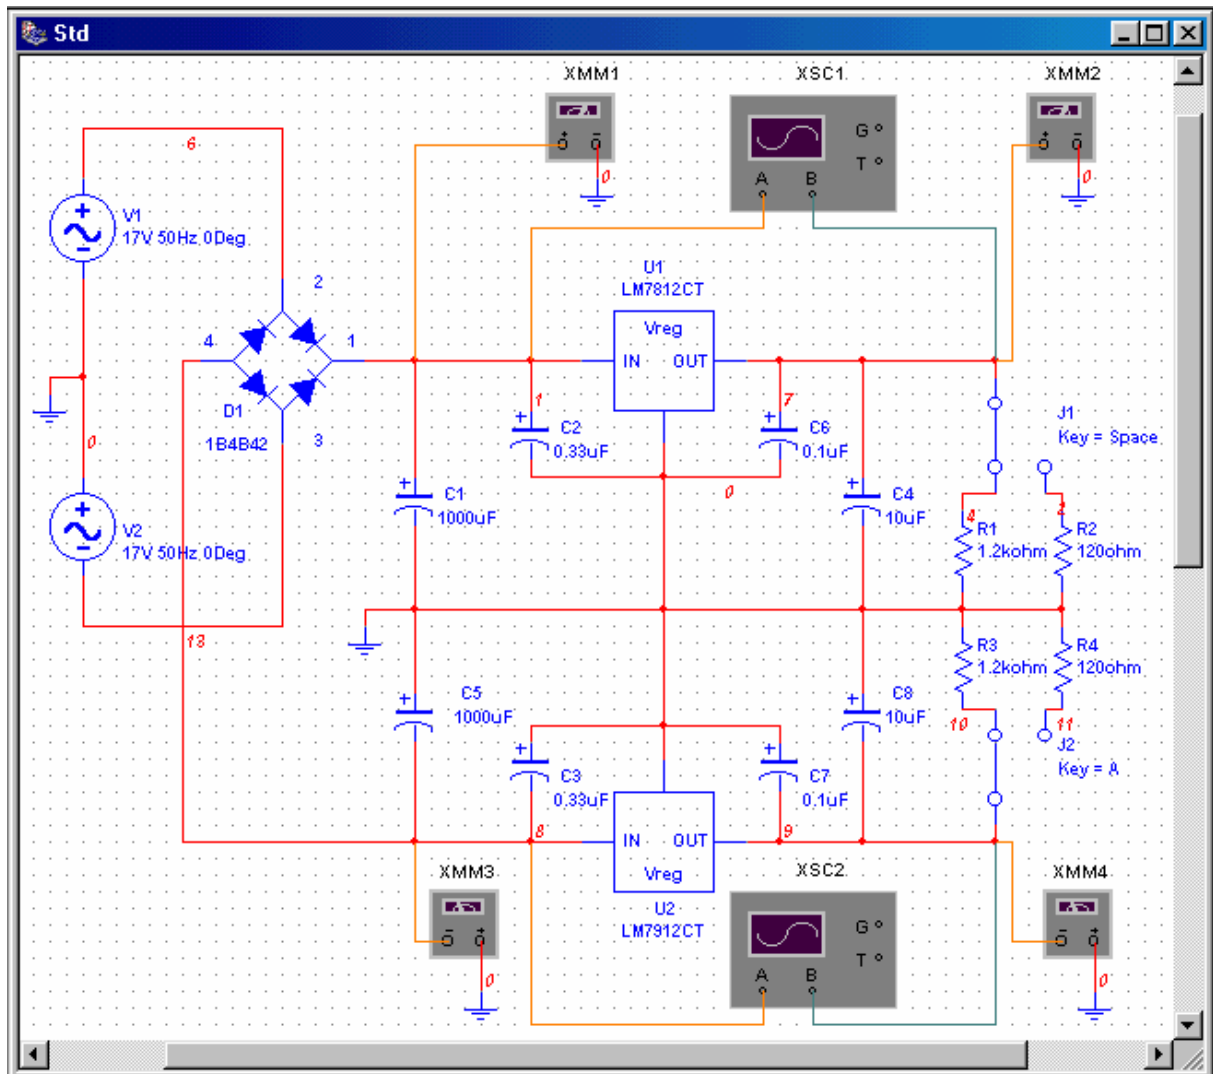 Std
XMM1
XSC1
XMM2
G
T
A B
0
0
6
V1
17V 50Hz 0Deg
2
4
1
D1
1B4B42
3
0
U1
LM7812CT
Vreg
IN OUT
1
7
C2
0.33uF
C6
0.1uF
0
J1
Key = Space
C1
1000uF
C4
10uF
4
2
R1
1.2kohm
R2
120ohm
V2
17V 50Hz 0Deg
13
R3
1.2kohm
R4
120ohm
C5
1000uF
C8
10uF
10
11
J2
Key = A
C3
0.33uF
C7
0.1uF
8
9
IN OUT
Vreg
U2
LM7912CT
XMM3
XSC2
XMM4
G
T
A B
0
0